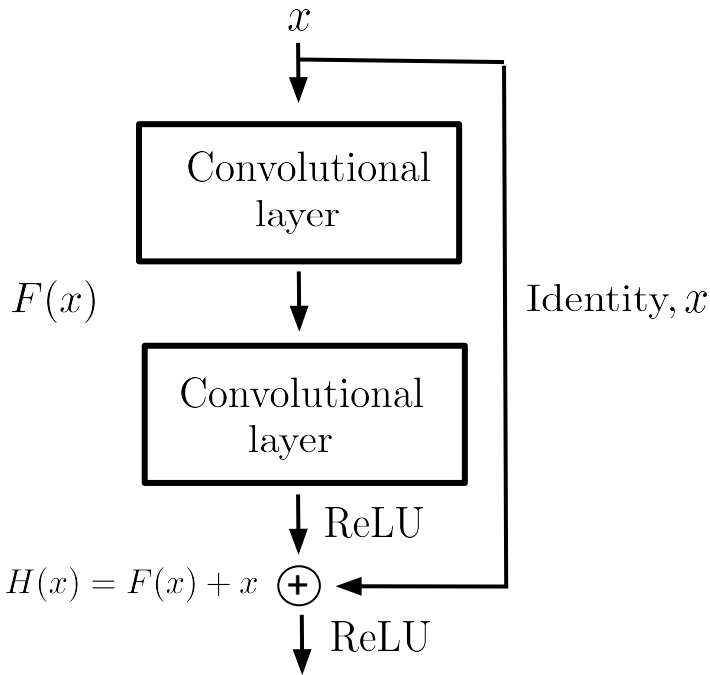 x
Convolutional
layer
F(x)
Identity, x
Convolutional
layer
ReLU
H(x) = F(x) + x
+
ReLU